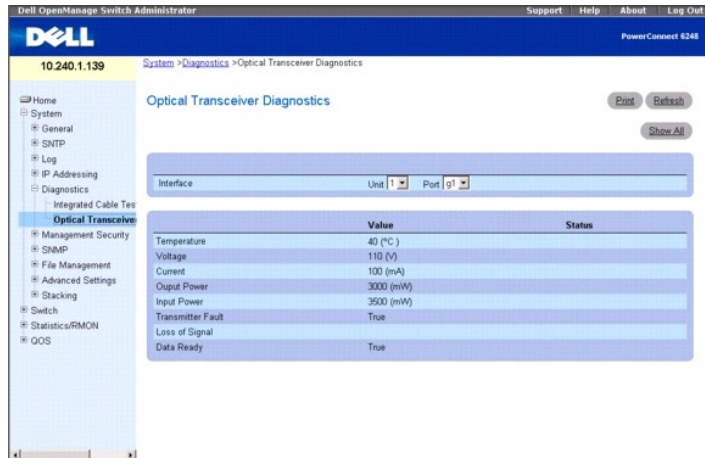 Dell OpenManage Switch Administrator Support Help About Log Out
DELL
PowerConnect 6248
10.240.1.139
System >Diagnostics >Optical Transceiver Diagnostics
Home
System
General
SNTP
Log
IP Addressing
Diagnostics
Integrated Cable Tes
Optical Transceive
Management Security
SNMP
File Management
Advanced Settings
Stacking
Switch
Statistics/RMON
QOS
Optical Transceiver Diagnostics
Print Refresh
Show All
Interface Unit 1 Port g1
Value Status
Temperature 40 (°C )
Voltage 110 (V)
Current 100 (mA)
Ouput Power 3000 (mW)
Input Power 3500 (mW)
Transmitter Fault True
Loss of Signal
Data Ready True